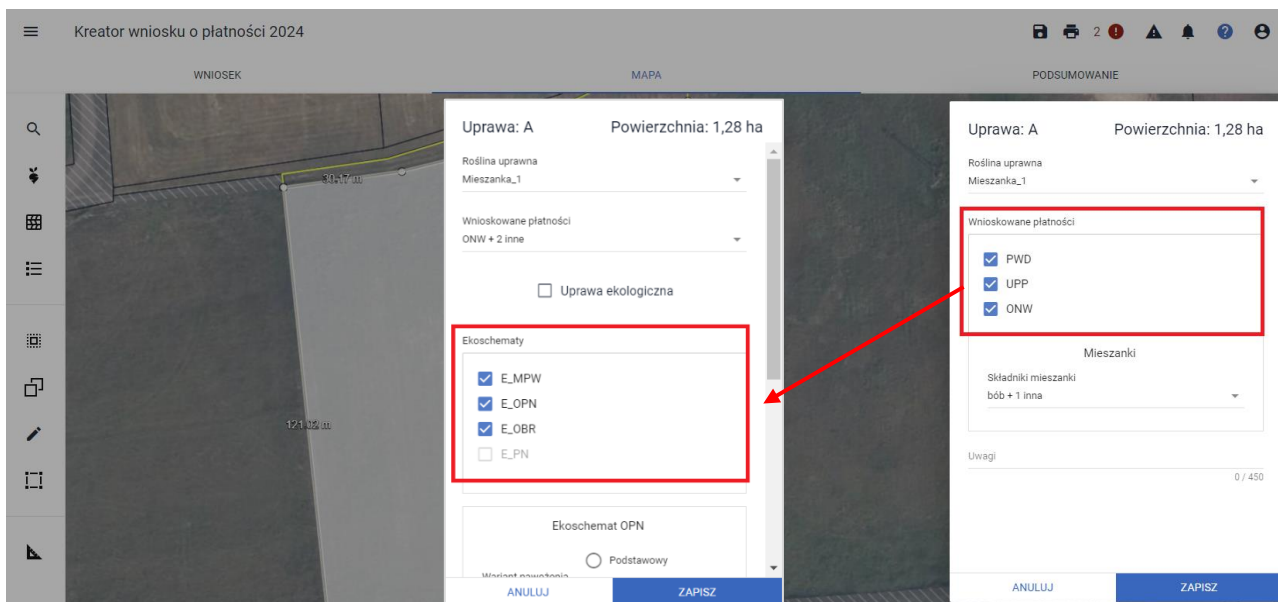 Kreator wniosku o płatności 2024
2
WNIOSEK
MAPA
PODSUMOWANIE
30.17 m
121.02 m
Uprawa: A
Powierzchnia: 1,28 ha
Roślina uprawna
Mieszanka_1
Wnioskowane płatności
ONW + 2 inne
Uprawa ekologiczna
Ekoschematy
E_MPW
E_OPN
E_OBR
E_PN
Ekoschemat OPN
Podstawowy
Wariant nawożenia
ANULUJ
ZAPISZ
Uprawa: A
Powierzchnia: 1,28 ha
Roślina uprawna
Mieszanka_1
Wnioskowane płatności
PWD
UPP
ONW
Mieszanki
Składniki mieszanki
bób + 1 inna
Uwagi
0 / 450
ANULUJ
ZAPISZ